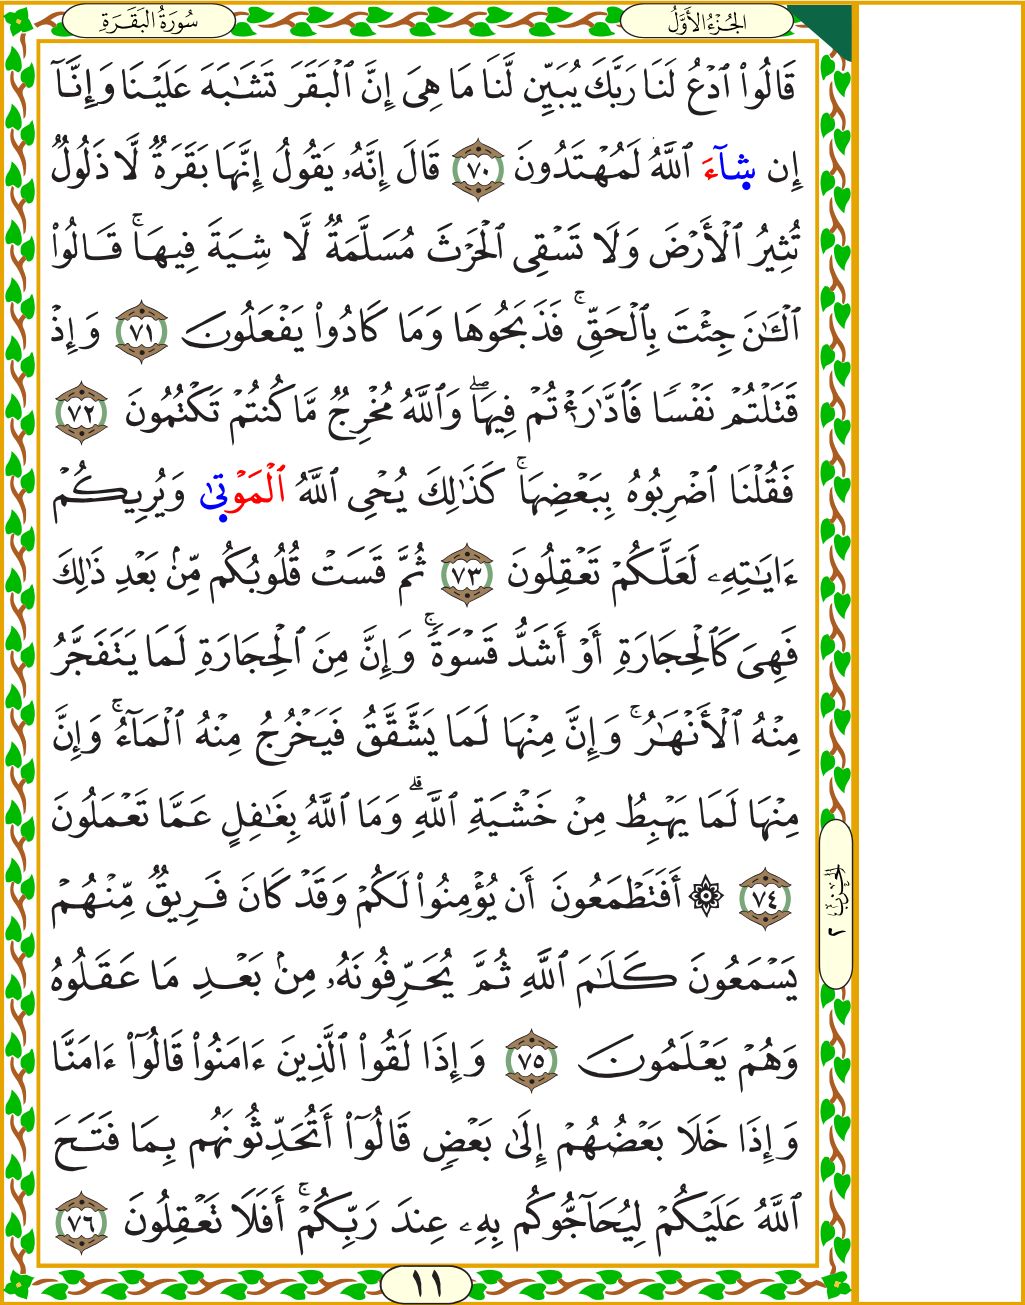 سُورَةُ البَقَرَةِ
الجُزْءُ الأَوَّلُ
قَالُوا۟ ٱدْعُ لَنَا رَبَّكَ يُبَيِّن لَّنَا مَا هِىَ إِنَّ ٱلْبَقَرَ تَشَٰبَهَ عَلَيْنَا وَإِنَّآ
إِن شَآءَ ٱللَّهُ لَمُهْتَدُونَ ٧٠ قَالَ إِنَّهُۥ يَقُولُ إِنَّهَا بَقَرَةٌ لَّا ذَلُولٌ
تُثِيرُ ٱلْأَرْضَ وَلَا تَسْقِى ٱلْحَرْثَ مُسَلَّمَةٌ لَّا شِيَةَ فِيهَا ۚ قَالُوا۟
ٱلْـَٰٔنَ جِئْتَ بِٱلْحَقِّ ۚ فَذَبَحُوهَا وَمَا كَادُوا۟ يَفْعَلُونَ ٧١ وَإِذْ
قَتَلْتُمْ نَفْسًا فَٱدَّٰرَْٰٔتُمْ فِيهَا ۖ وَٱللَّهُ مُخْرِجٌ مَّا كُنتُمْ تَكْتُمُونَ ٧٢
فَقُلْنَا ٱضْرِبُوهُ بِبَعْضِهَا ۚ كَذَٰلِكَ يُحْىِ ٱللَّهُ ٱلْمَوْتَىٰ وَيُرِيكُمْ
ءَايَٰتِهِۦ لَعَلَّكُمْ تَعْقِلُونَ ٧٣ ثُمَّ قَسَتْ قُلُوبُكُم مِّنۢ بَعْدِ ذَٰلِكَ
فَهِىَ كَٱلْحِجَارَةِ أَوْ أَشَدُّ قَسْوَةً ۚ وَإِنَّ مِنَ ٱلْحِجَارَةِ لَمَا يَتَفَجَّرُ
مِنْهُ ٱلْأَنْهَٰرُ ۚ وَإِنَّ مِنْهَا لَمَا يَشَّقَّقُ فَيَخْرُجُ مِنْهُ ٱلْمَآءُ ۚ وَإِنَّ
مِنْهَا لَمَا يَهْبِطُ مِنْ خَشْيَةِ ٱللَّهِ ۗ وَمَا ٱللَّهُ بِغَٰفِلٍ عَمَّا تَعْمَلُونَ
٧٤ ۞ أَفَتَطْمَعُونَ أَن يُؤْمِنُوا۟ لَكُمْ وَقَدْ كَانَ فَرِيقٌ مِّنْهُمْ
يَسْمَعُونَ كَلَٰمَ ٱللَّهِ ثُمَّ يُحَرِّفُونَهُۥ مِنۢ بَعْدِ مَا عَقَلُوهُ
وَهُمْ يَعْلَمُونَ ٧٥ وَإِذَا لَقُوا۟ ٱلَّذِينَ ءَامَنُوا۟ قَالُوٓا۟ ءَامَنَّا
وَإِذَا خَلَا بَعْضُهُمْ إِلَىٰ بَعْضٍ قَالُوٓا۟ أَتُحَدِّثُونَهُم بِمَا فَتَحَ
ٱللَّهُ عَلَيْكُمْ لِيُحَآجُّوكُم بِهِۦ عِندَ رَبِّكُمْ ۚ أَفَلَا تَعْقِلُونَ ٧٦
الحِزْبُ ٢
١١